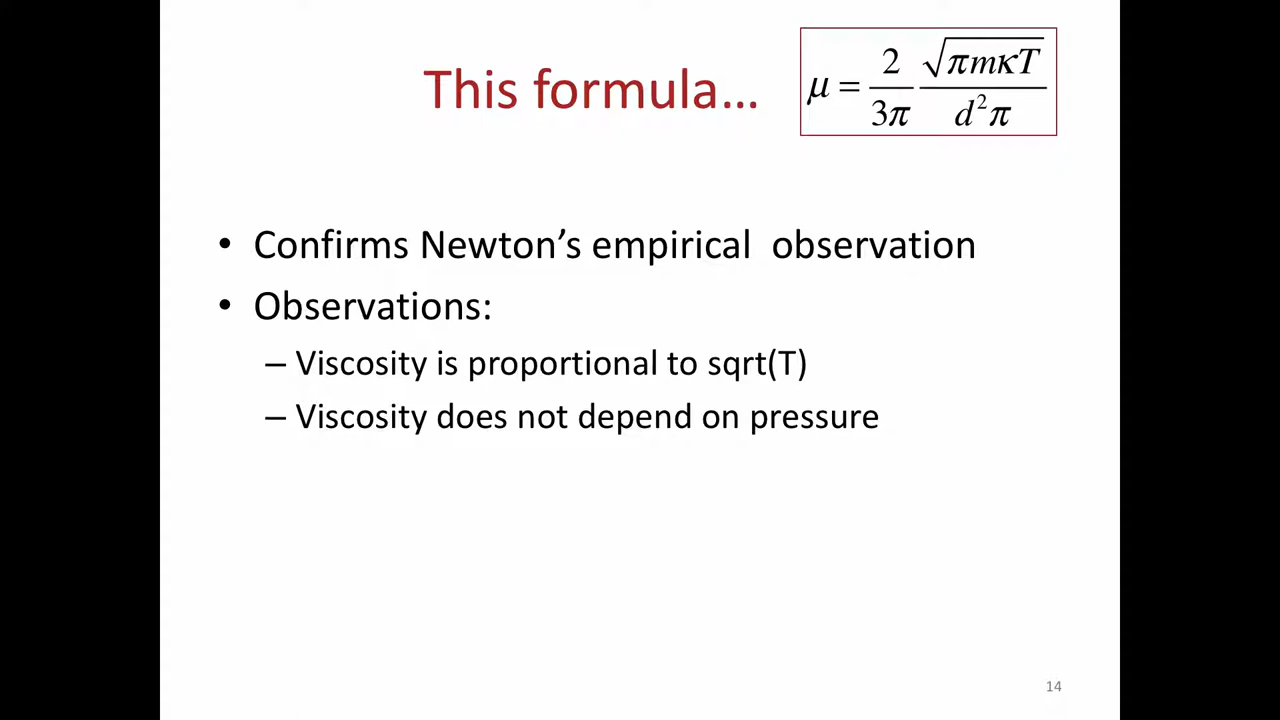 This formula…
μ = 2/3π √πmκT/d²π
• Confirms Newton’s empirical observation
• Observations:
– Viscosity is proportional to sqrt(T)
– Viscosity does not depend on pressure
14